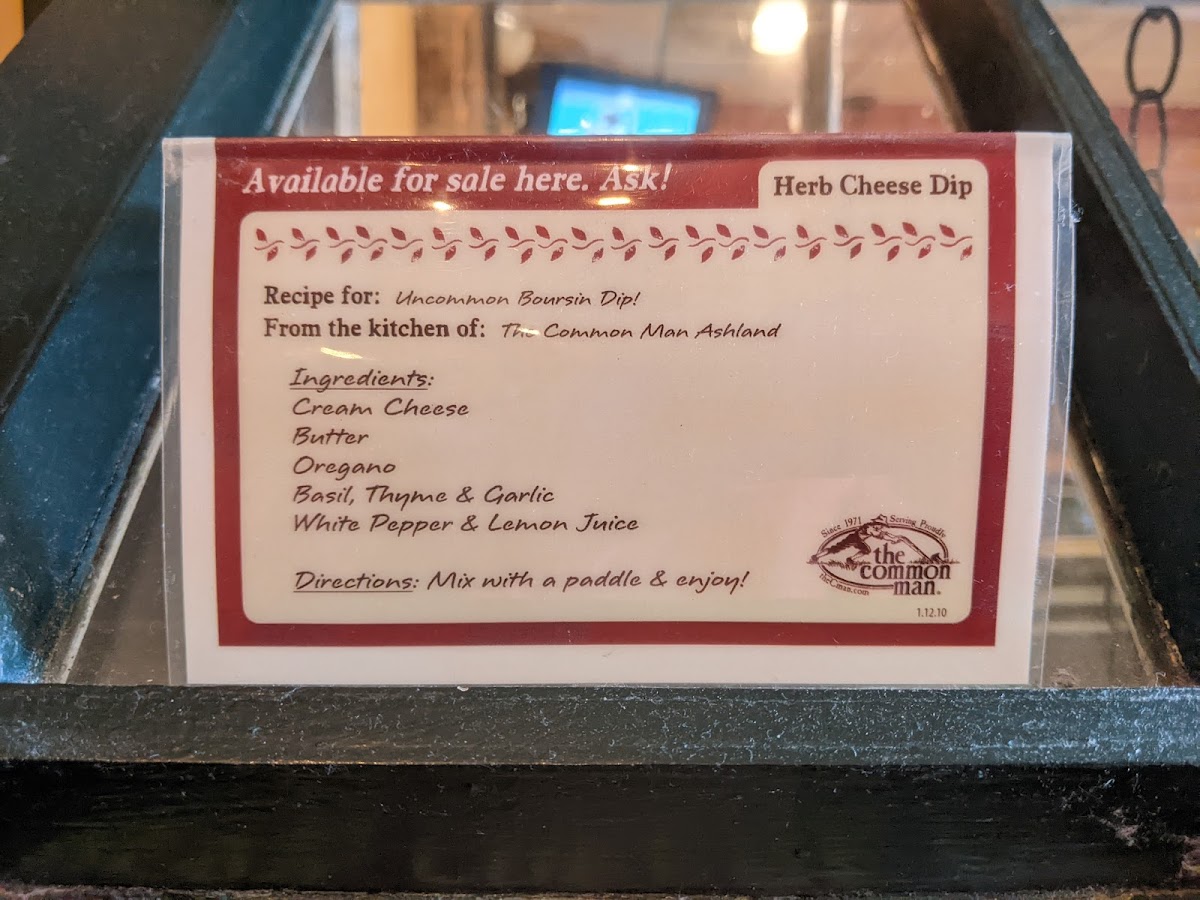 Available for sale here. Ask!
Herb Cheese Dip
Recipe for: Uncommon Boursin Dip!
From the kitchen of: The Common Man Ashland
Ingredients:
Cream Cheese
Butter
Oregano
Basil, Thyme & Garlic
White Pepper & Lemon Juice
Directions: Mix with a paddle & enjoy!
Since 1971 Serving Proudly
the
common
man.
theCman.com
1.12.10